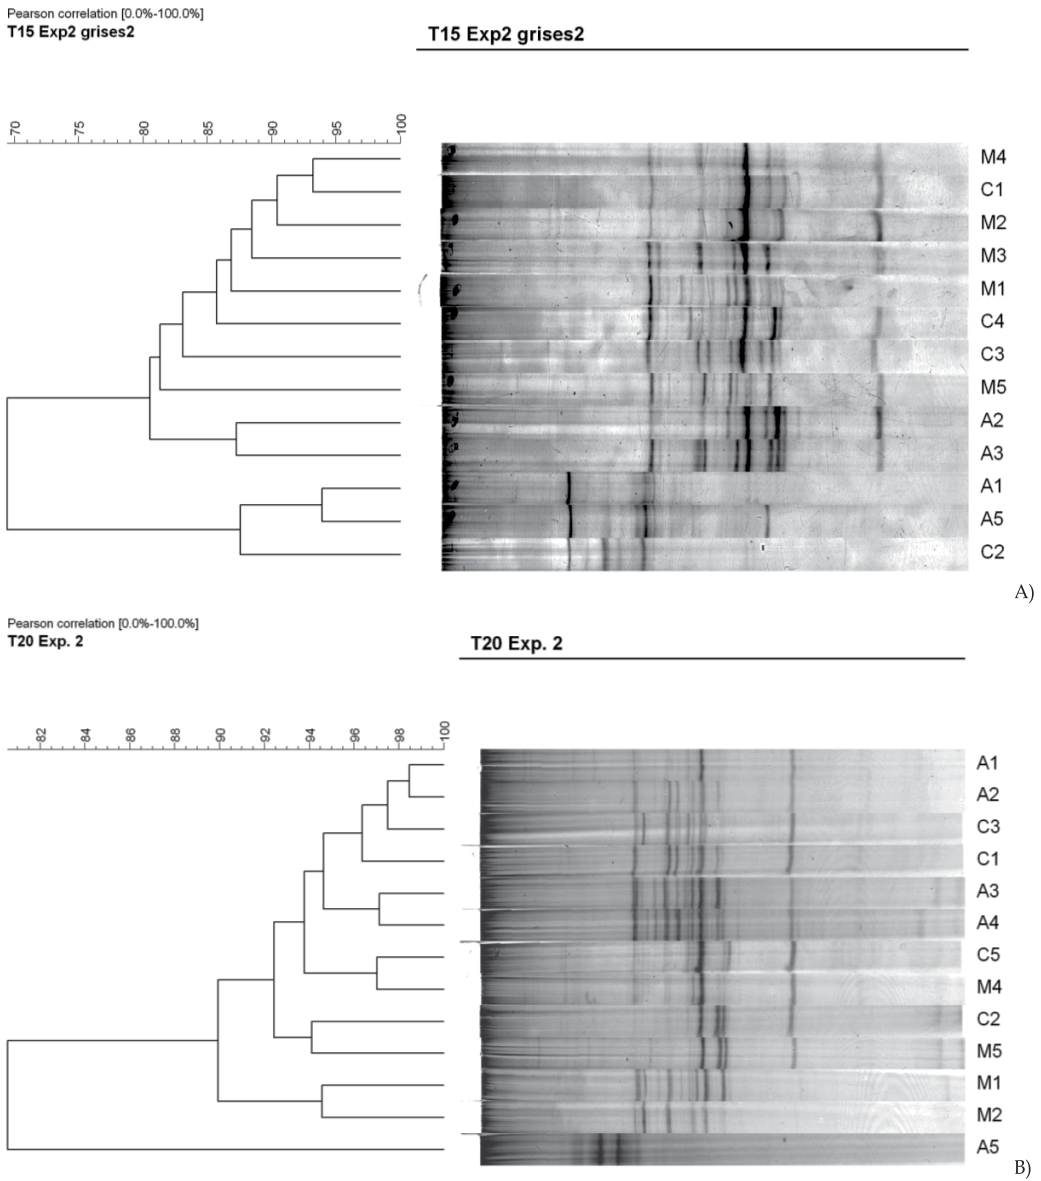 Pearson correlation [0.0%-100.0%]
T15 Exp2 grises2
T15 Exp2 grises2
70 75 80 85 90 95 100
M4
C1
M2
M3
M1
C4
C3
M5
A2
A3
A1
A5
C2
A)
Pearson correlation [0.0%-100.0%]
T20 Exp. 2
T20 Exp. 2
82 84 86 88 90 92 94 96 98 100
A1
A2
C3
C1
A3
A4
C5
M4
C2
M5
M1
M2
A5
B)